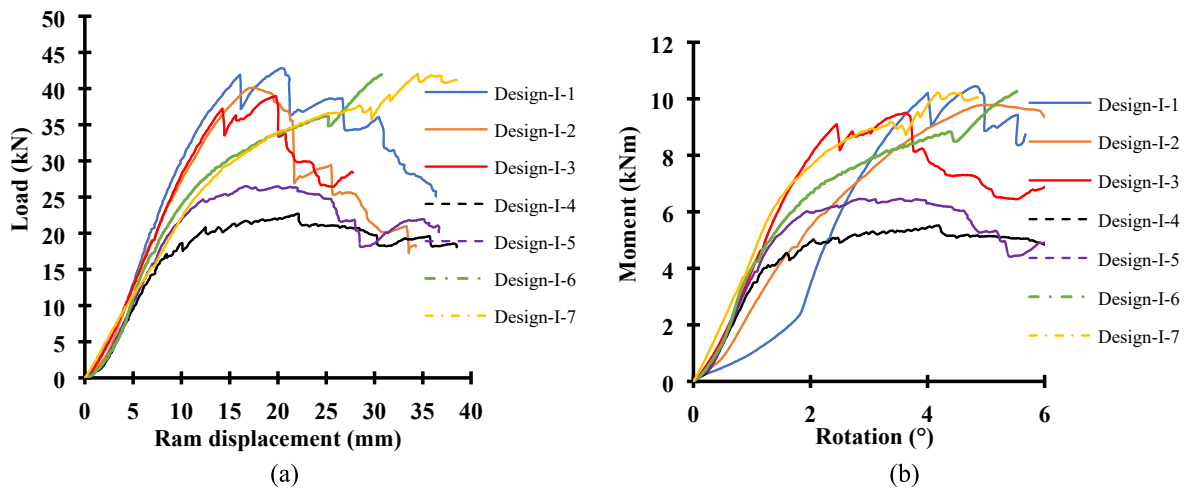 50
45
40
35
30
25
20
15
10
5
0
Load (kN)
0 5 10 15 20 25 30 35 40
Ram displacement (mm)
Design-I-1
Design-I-2
Design-I-3
Design-I-4
Design-I-5
Design-I-6
Design-I-7
(a)
12
10
8
6
4
2
0
Moment (kNm)
0 2 4 6
Rotation (°)
Design-I-1
Design-I-2
Design-I-3
Design-I-4
Design-I-5
Design-I-6
Design-I-7
(b)